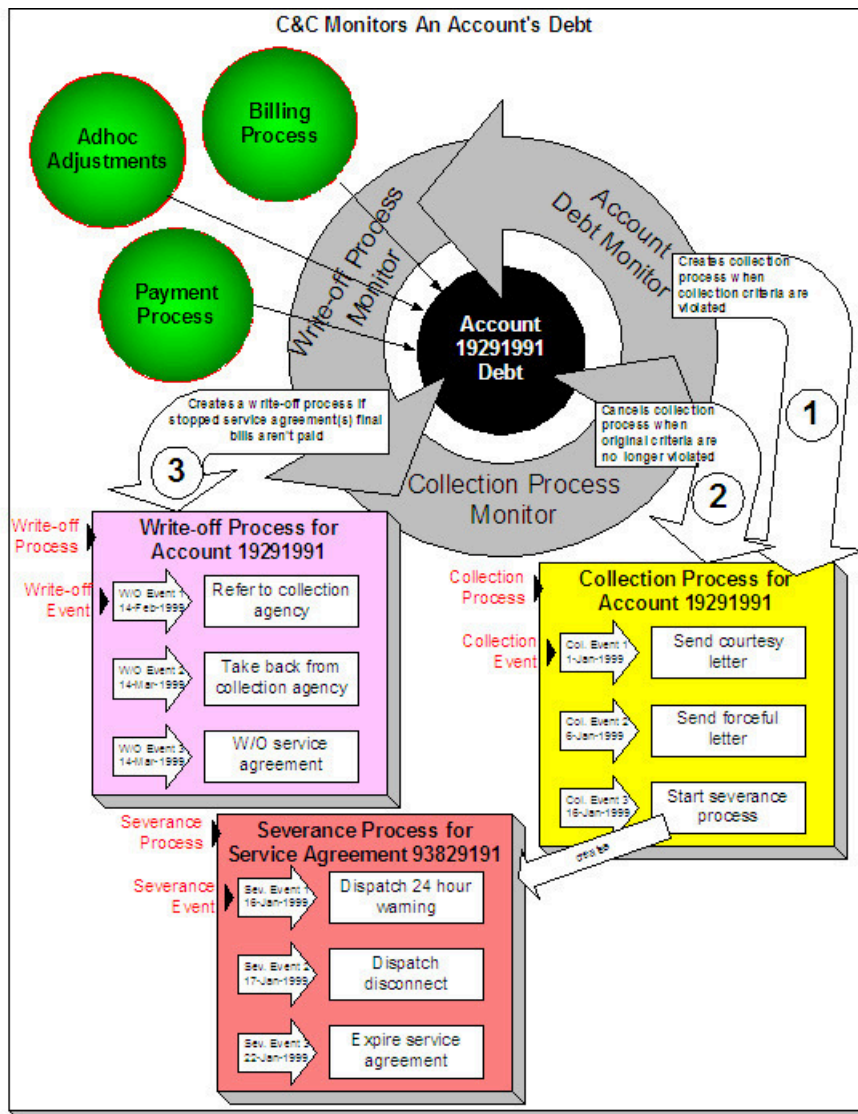 C&C Monitors An Account's Debt
Billing
Process
Adhoc
Adjustments
Payment
Process
Write-off Process
Monitor
Account
Debt Monitor
Account
19291991
Debt
Collection Process
Monitor
Creates collection
process when
collection criteria are
violated
1
Cancels collection
process when
original criteria are
no longer violated
2
Creates a write-off process if
stopped service agreement(s) final
bills aren't paid
3
Write-off
Process
Write-off
Event
Write-off Process for
Account 19291991
W/O Event 1
14-Feb-1999
Refer to collection
agency
W/O Event 2
14-Mar-1999
Take back from
collection agency
W/O Event 3
14-Mar-1999
W/O service
agreement
Collection
Process
Collection
Event
Collection Process for
Account 19291991
Col. Event 1
1-Jan-1999
Send courtesy
letter
Col. Event 2
6-Jan-1999
Send forceful
letter
Col. Event 3
16-Jan-1999
Start severance
process
creates
Severance
Process
Severance
Event
Severance Process for
Service Agreement 93829191
Sev. Event 1
16-Jan-1999
Dispatch 24 hour
warning
Sev. Event 2
17-Jan-1999
Dispatch
disconnect
Sev. Event 3
22-Jan-1999
Expire service
agreement